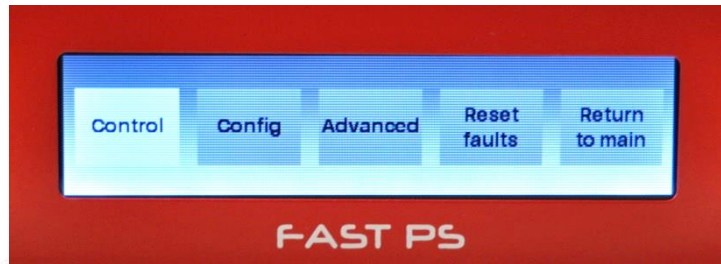 Control
Config
Advanced
Reset
faults
Return
to main
FAST PS